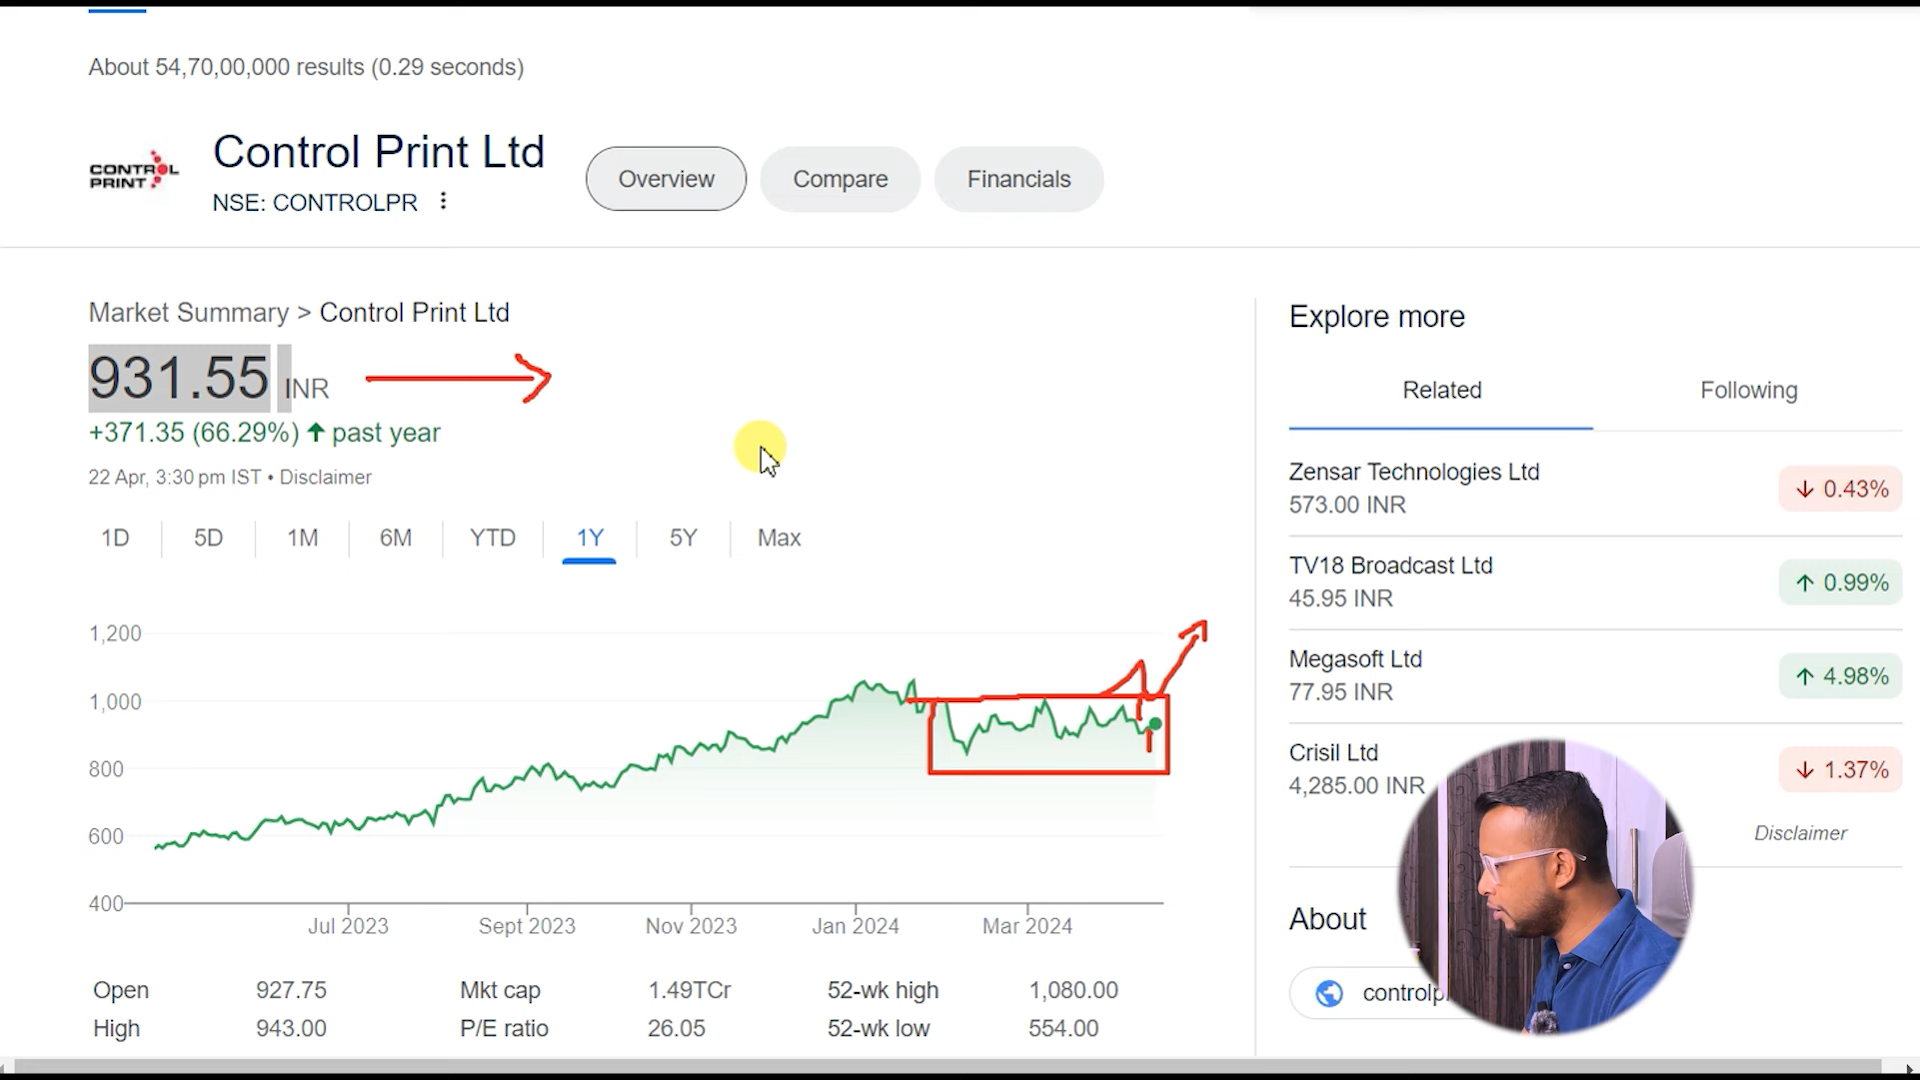 About 54,70,00,000 results (0.29 seconds)
CONTROL
PRINT
Control Print Ltd
NSE: CONTROLPR
Overview
Compare
Financials
Market Summary > Control Print Ltd
931.55 INR
+371.35 (66.29%) ↑ past year
22 Apr, 3:30 pm IST • Disclaimer
1D 5D 1M 6M YTD 1Y 5Y Max
1,200
1,000
800
600
400
Jul 2023 Sept 2023 Nov 2023 Jan 2024 Mar 2024
Open 927.75 Mkt cap 1.49TCr 52-wk high 1,080.00
High 943.00 P/E ratio 26.05 52-wk low 554.00
Explore more
Related Following
Zensar Technologies Ltd
573.00 INR
↓ 0.43%
TV18 Broadcast Ltd
45.95 INR
↑ 0.99%
Megasoft Ltd
77.95 INR
↑ 4.98%
Crisil Ltd
4,285.00 INR
↓ 1.37%
Disclaimer
About